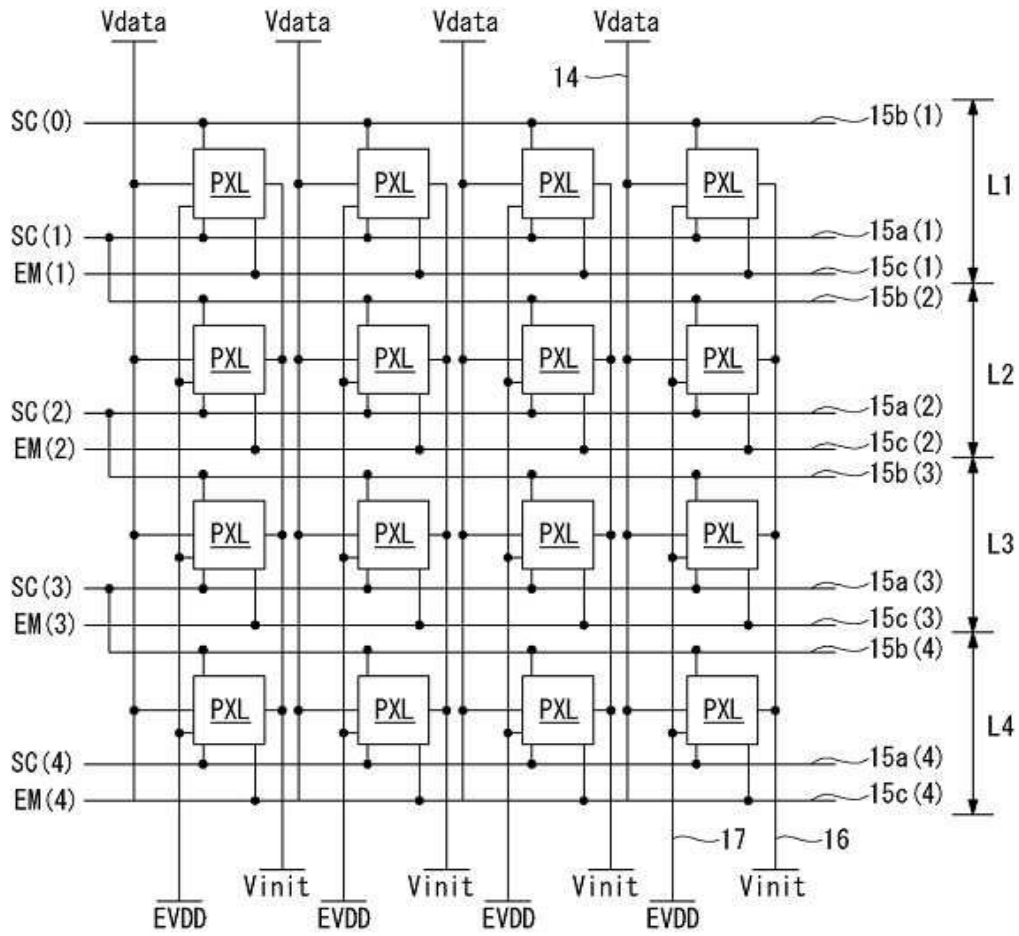 Vdata Vdata Vdata Vdata
14
SC(0) 15b(1)
PXL PXL PXL PXL L1
SC(1) 15a(1)
EM(1) 15c(1)
15b(2)
PXL PXL PXL PXL L2
SC(2) 15a(2)
EM(2) 15c(2)
15b(3)
PXL PXL PXL PXL L3
SC(3) 15a(3)
EM(3) 15c(3)
15b(4)
PXL PXL PXL PXL L4
SC(4) 15a(4)
EM(4) 15c(4)
17 16
Vinit Vinit Vinit Vinit
EVDD EVDD EVDD EVDD